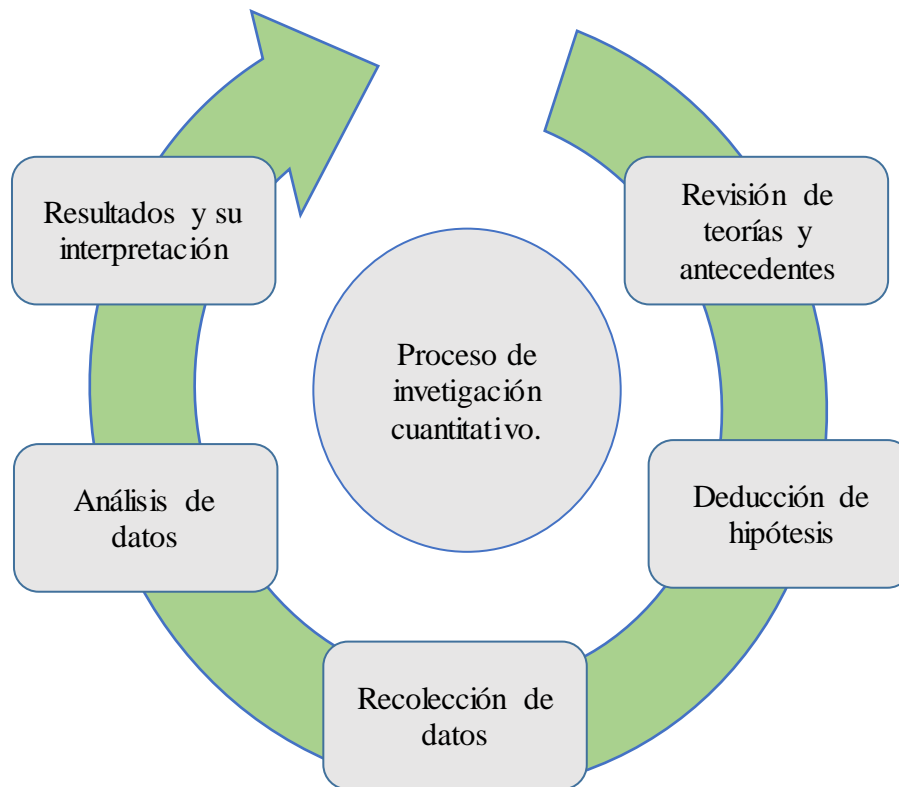 Revisión de
teorías y
antecedentes
Deducción de
hipótesis
Recolección de
datos
Análisis de
datos
Resultados y su
interpretación
Proceso de
invetigación
cuantitativo.